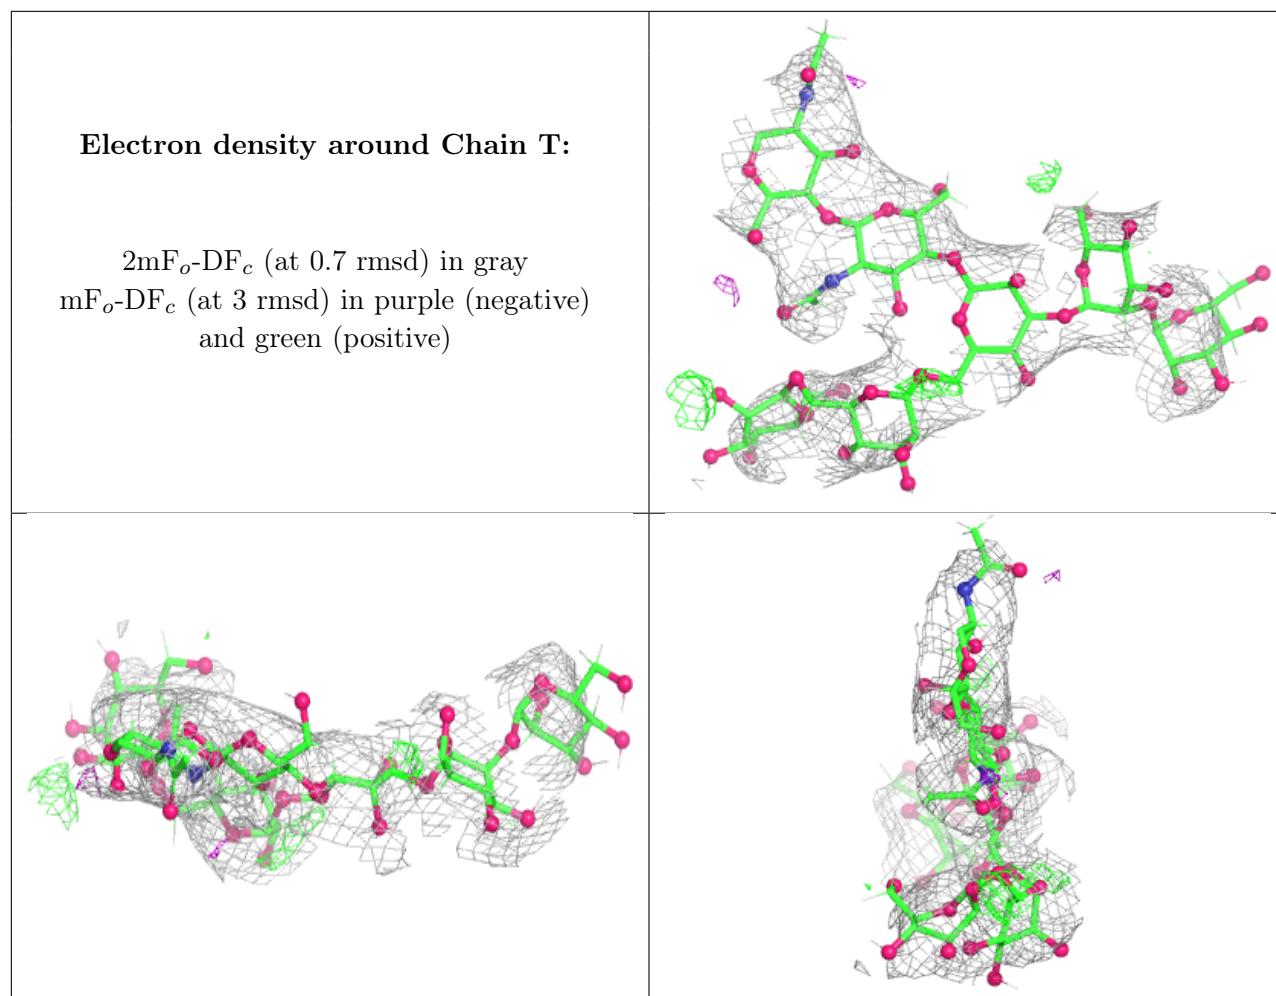 Electron density around Chain T:
2mFo-DFc (at 0.7 rmsd) in gray
mFo-DFc (at 3 rmsd) in purple (negative)
and green (positive)